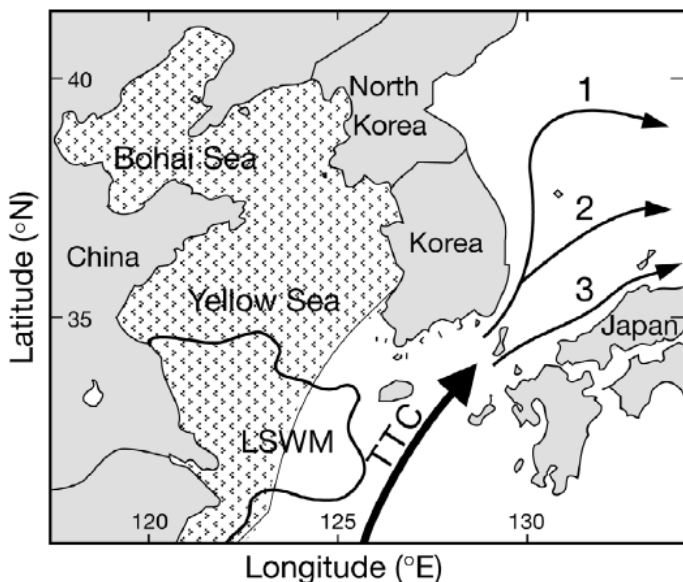 40
North
Korea
1
Bohai Sea
2
China
Korea
Latitude (°N)
Yellow Sea
3
35
Japan
LSWM
TTC
120
125
130
Longitude (°E)